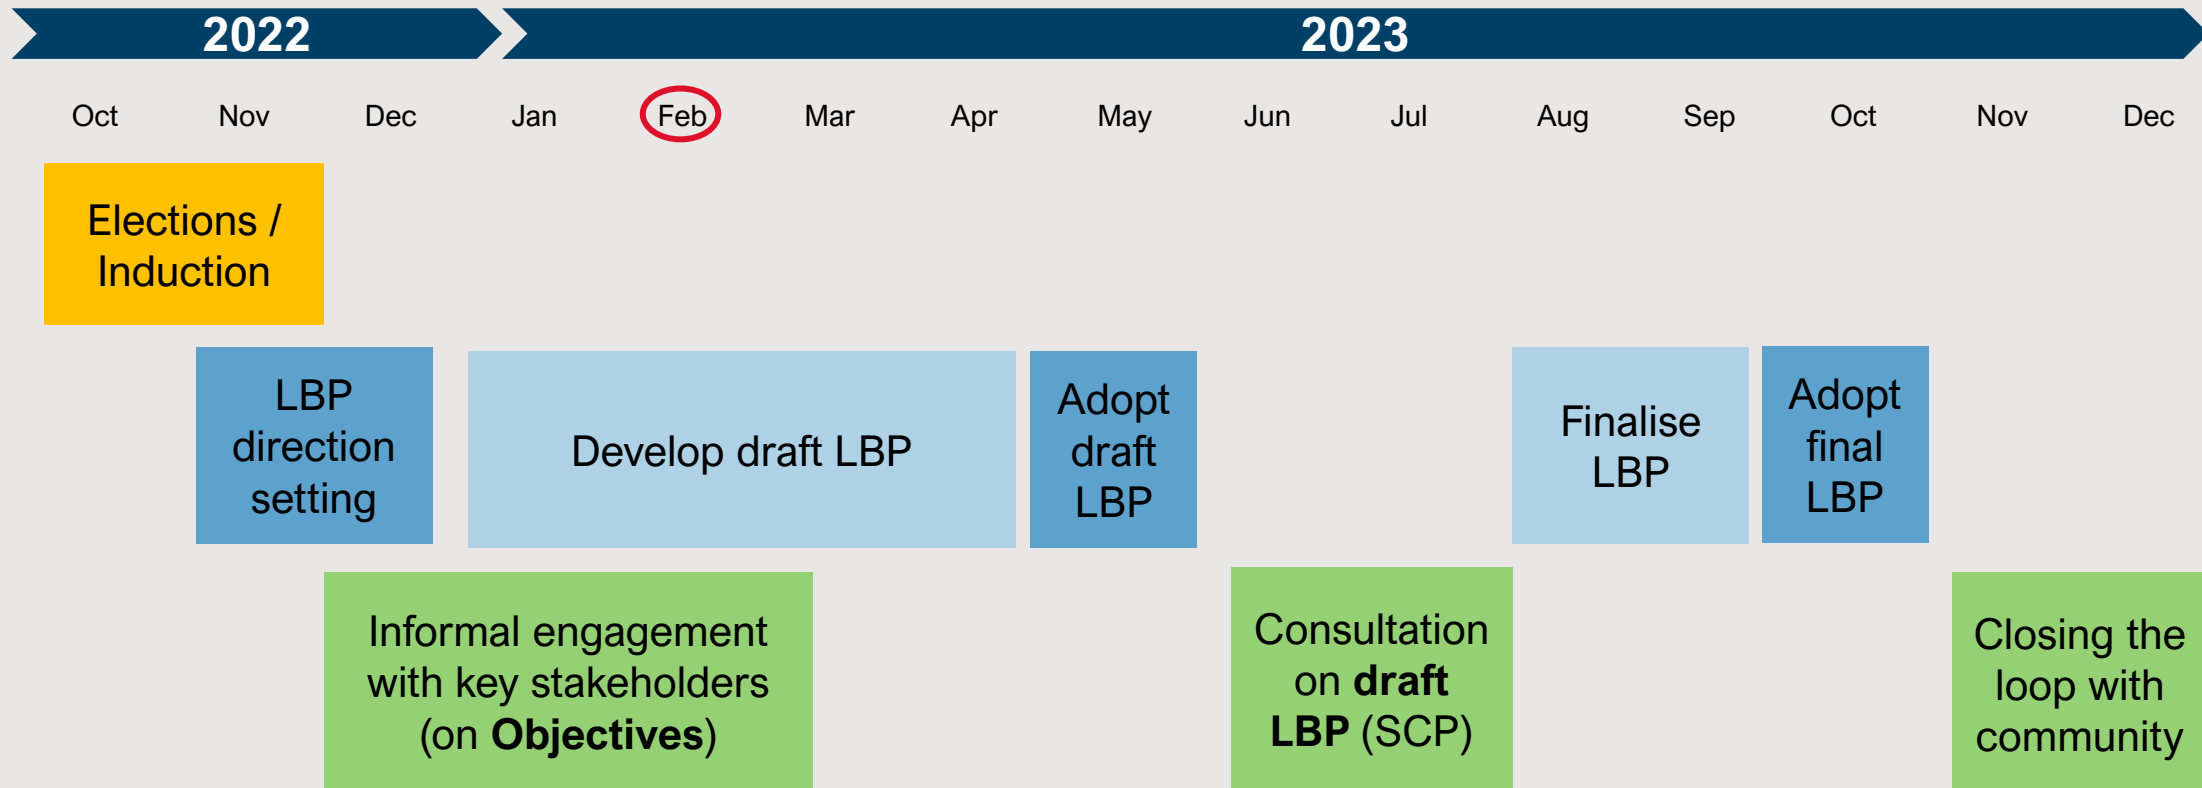 2022
2023
Oct Nov Dec Jan Feb Mar Apr May Jun Jul Aug Sep Oct Nov Dec
Elections /
Induction
LBP
direction
setting
Develop draft LBP
Adopt
draft
LBP
Finalise
LBP
Adopt
final
LBP
Informal engagement
with key stakeholders
(on Objectives)
Consultation
on draft
LBP (SCP)
Closing the
loop with
community